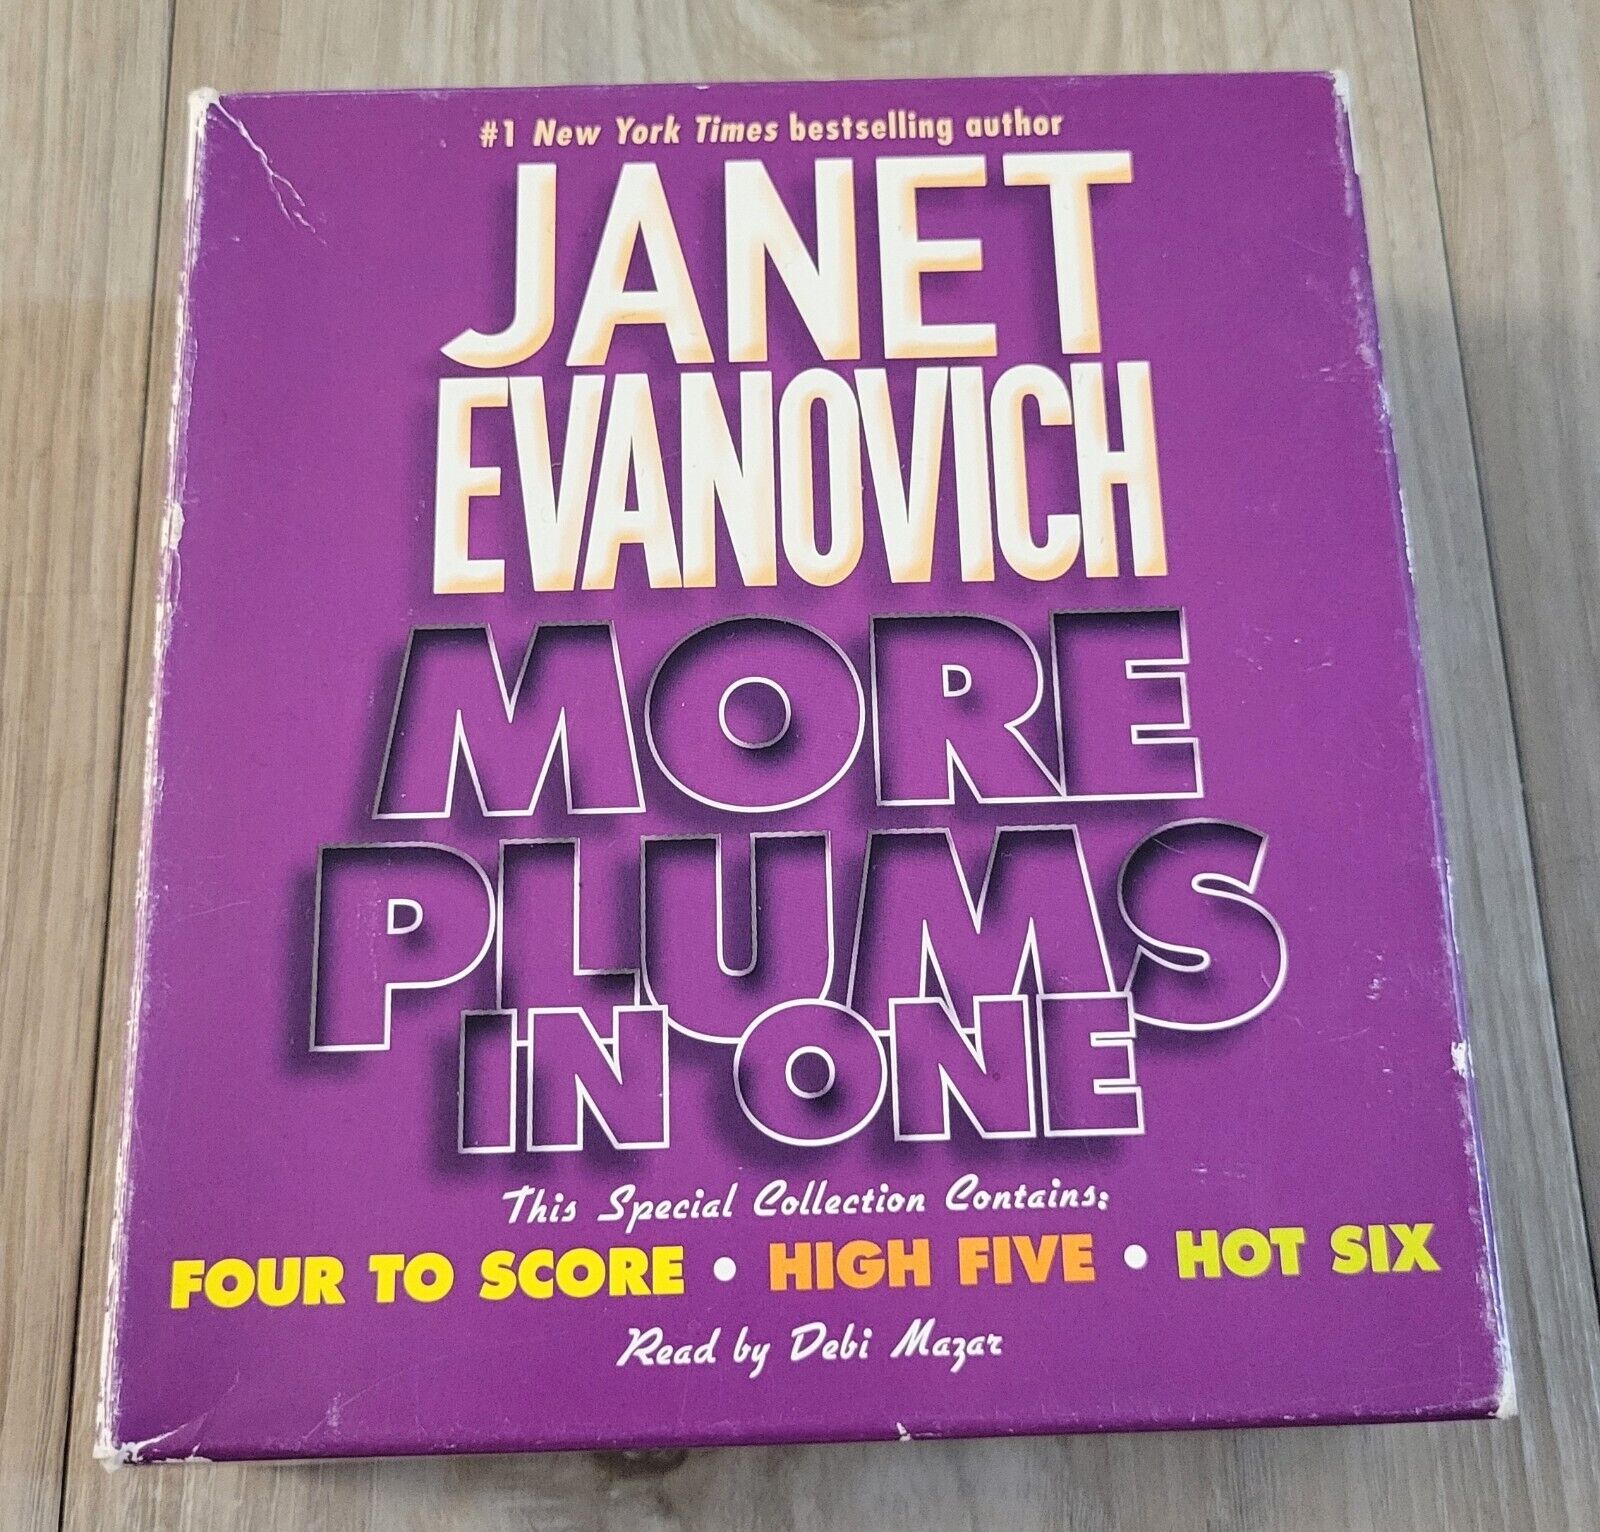 #1 New York Times bestselling author
JANET
EVANOVICH
MORE
PLUMS
IN ONE
This Special Collection Contains:
FOUR TO SCORE • HIGH FIVE • HOT SIX
Read by Debi Mazar